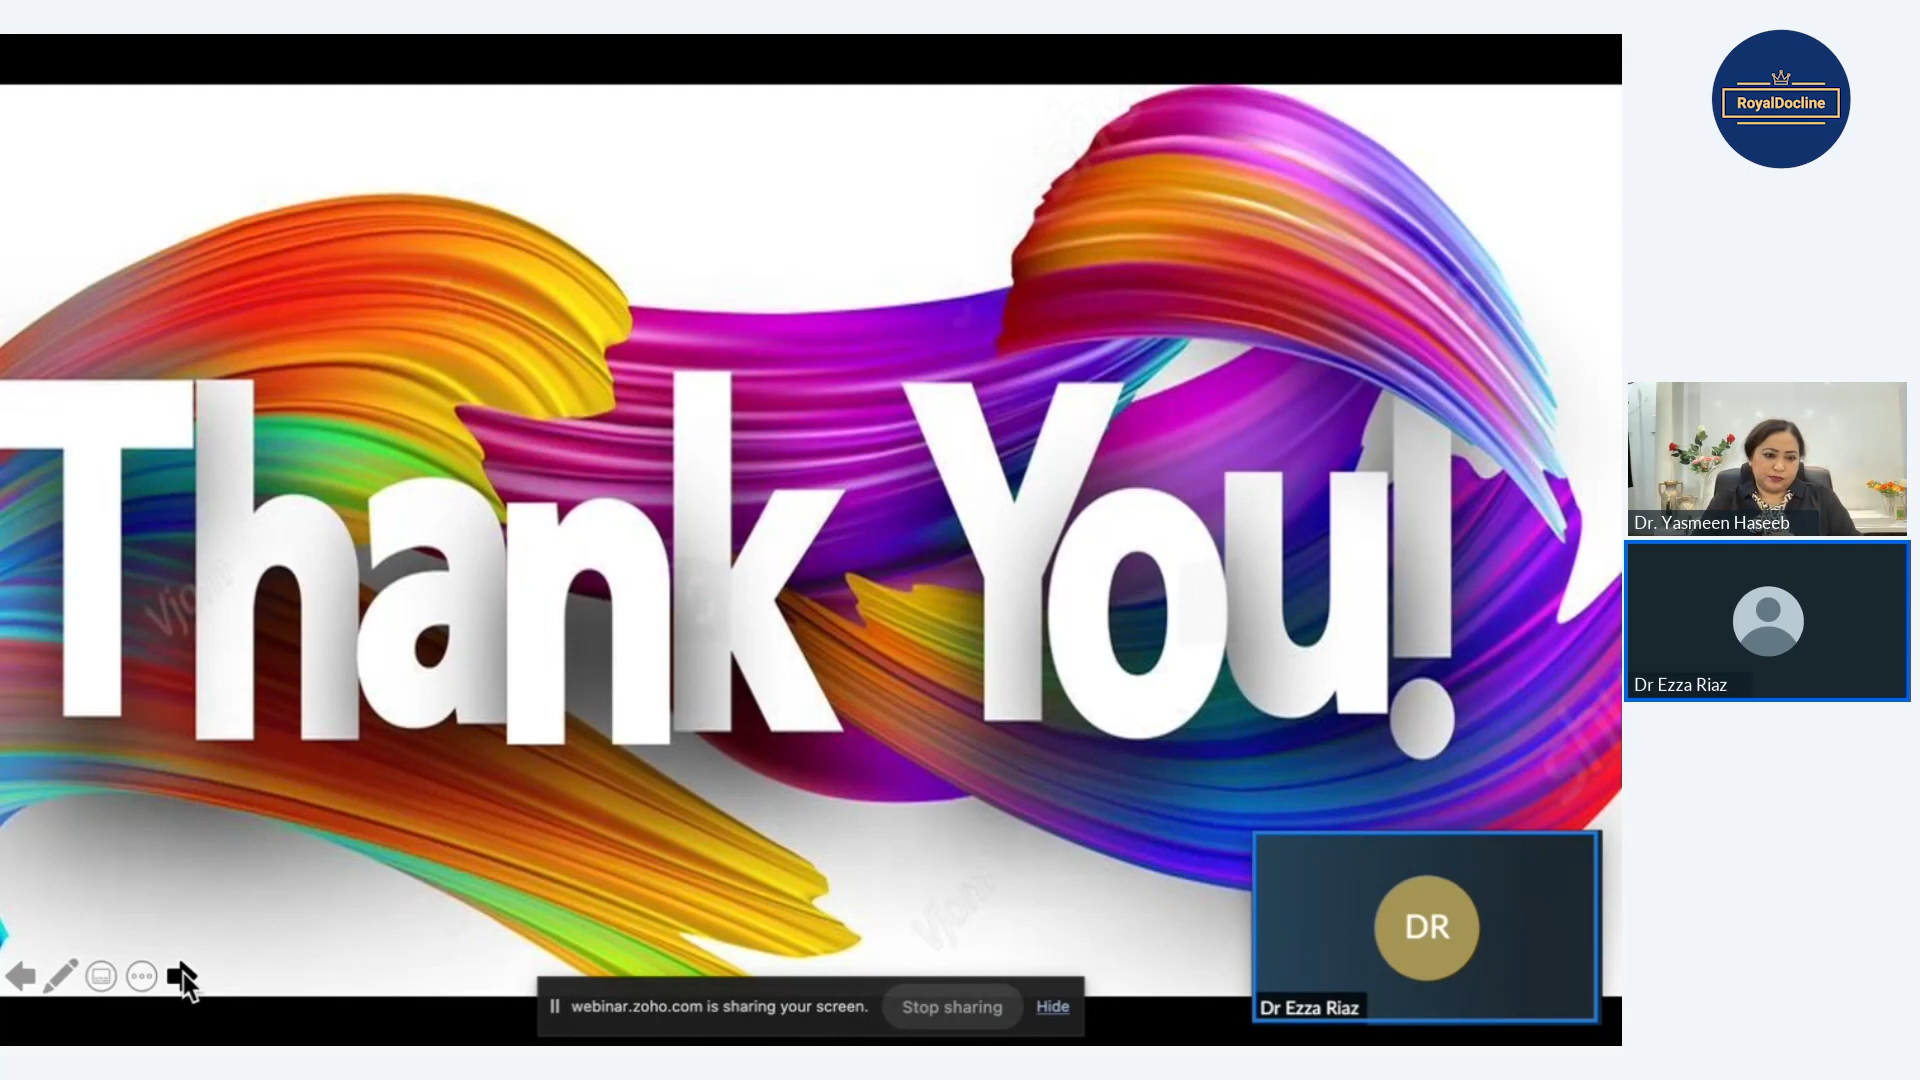 RoyalDocline
Thank You!
Dr. Yasmeen Haseeb
Dr Ezza Riaz
DR
Dr Ezza Riaz
webinar.zoho.com is sharing your screen.
Stop sharing
Hide